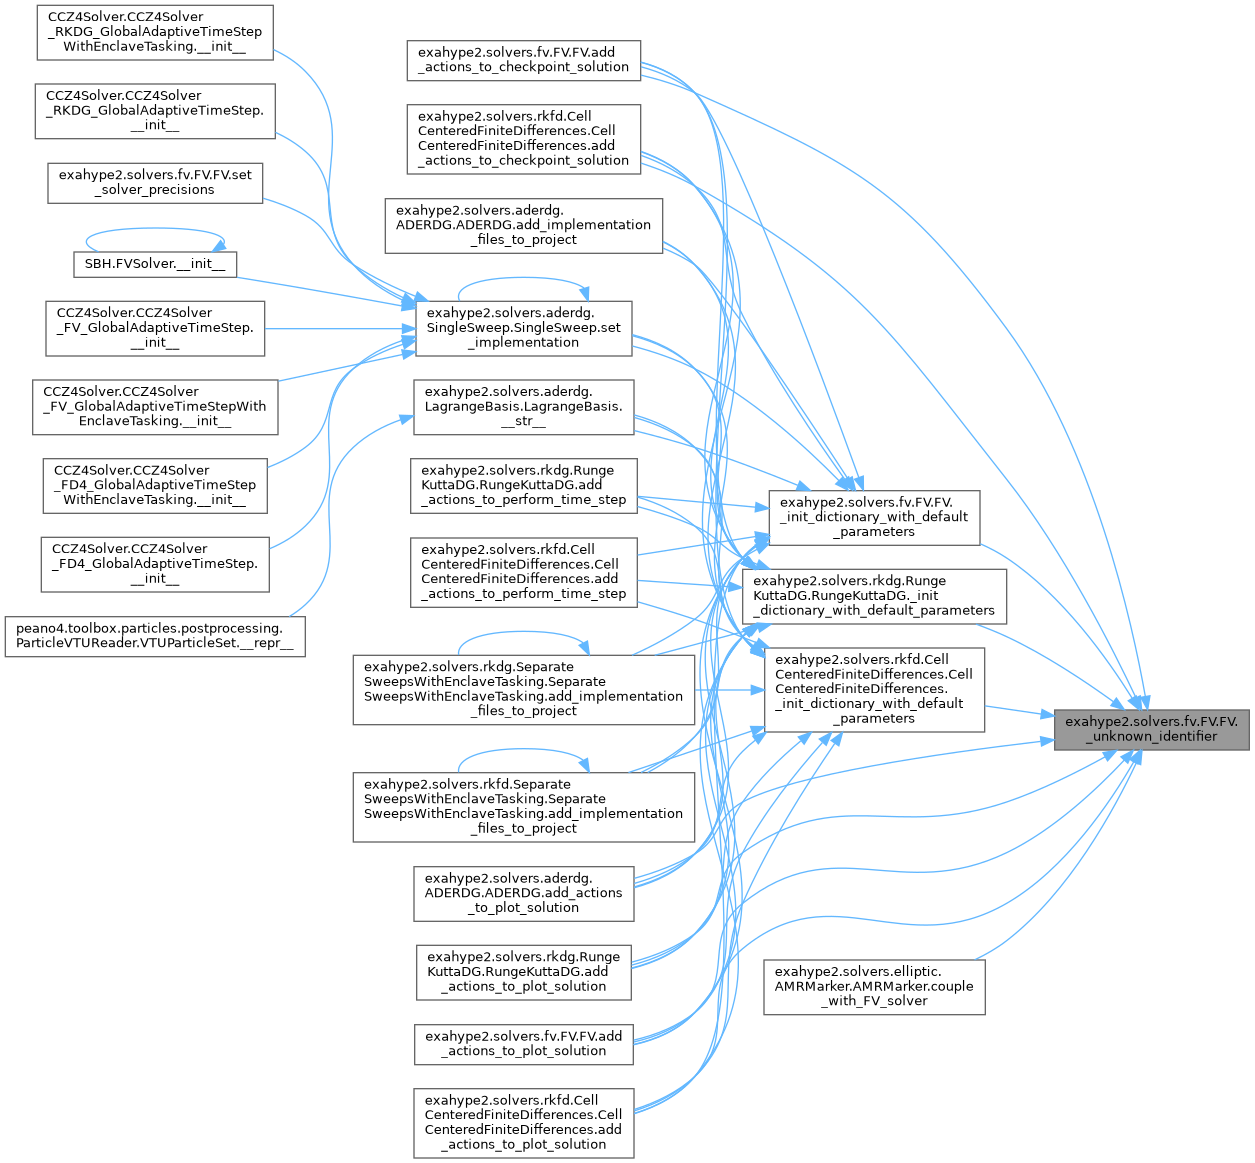 CCZ4Solver.CCZ4Solver
_RKDG_GlobalAdaptiveTimeStep
WithEnclaveTasking.__init__
CCZ4Solver.CCZ4Solver
_RKDG_GlobalAdaptiveTimeStep.
__init__
exahype2.solvers.fv.FV.FV.set
_solver_precisions
SBH.FVSolver.__init__
CCZ4Solver.CCZ4Solver
_FV_GlobalAdaptiveTimeStep.
__init__
CCZ4Solver.CCZ4Solver
_FV_GlobalAdaptiveTimeStepWith
EnclaveTasking.__init__
CCZ4Solver.CCZ4Solver
_FD4_GlobalAdaptiveTimeStep
WithEnclaveTasking.__init__
CCZ4Solver.CCZ4Solver
_FD4_GlobalAdaptiveTimeStep.
__init__
peano4.toolbox.particles.postprocessing.
ParticleVTUReader.VTUParticleSet.__repr__
exahype2.solvers.fv.FV.FV.add
_actions_to_checkpoint_solution
exahype2.solvers.rkfd.Cell
CenteredFiniteDifferences.Cell
CenteredFiniteDifferences.add
_actions_to_checkpoint_solution
exahype2.solvers.aderdg.
ADERDG.ADERDG.add_implementation
_files_to_project
exahype2.solvers.aderdg.
SingleSweep.SingleSweep.set
_implementation
exahype2.solvers.aderdg.
LagrangeBasis.LagrangeBasis.
__str__
exahype2.solvers.rkdg.Runge
KuttaDG.RungeKuttaDG.add
_actions_to_perform_time_step
exahype2.solvers.rkfd.Cell
CenteredFiniteDifferences.Cell
CenteredFiniteDifferences.add
_actions_to_perform_time_step
exahype2.solvers.rkdg.Separate
SweepsWithEnclaveTasking.Separate
SweepsWithEnclaveTasking.add_implementation
_files_to_project
exahype2.solvers.rkfd.Separate
SweepsWithEnclaveTasking.Separate
SweepsWithEnclaveTasking.add_implementation
_files_to_project
exahype2.solvers.aderdg.
ADERDG.ADERDG.add_actions
_to_plot_solution
exahype2.solvers.rkdg.Runge
KuttaDG.RungeKuttaDG.add
_actions_to_plot_solution
exahype2.solvers.fv.FV.FV.add
_actions_to_plot_solution
exahype2.solvers.rkfd.Cell
CenteredFiniteDifferences.Cell
CenteredFiniteDifferences.add
_actions_to_plot_solution
exahype2.solvers.fv.FV.FV.
_init_dictionary_with_default
_parameters
exahype2.solvers.rkdg.Runge
KuttaDG.RungeKuttaDG._init
_dictionary_with_default_parameters
exahype2.solvers.rkfd.Cell
CenteredFiniteDifferences.Cell
CenteredFiniteDifferences.
_init_dictionary_with_default
_parameters
exahype2.solvers.elliptic.
AMRMarker.AMRMarker.couple
_with_FV_solver
exahype2.solvers.fv.FV.FV.
_unknown_identifier